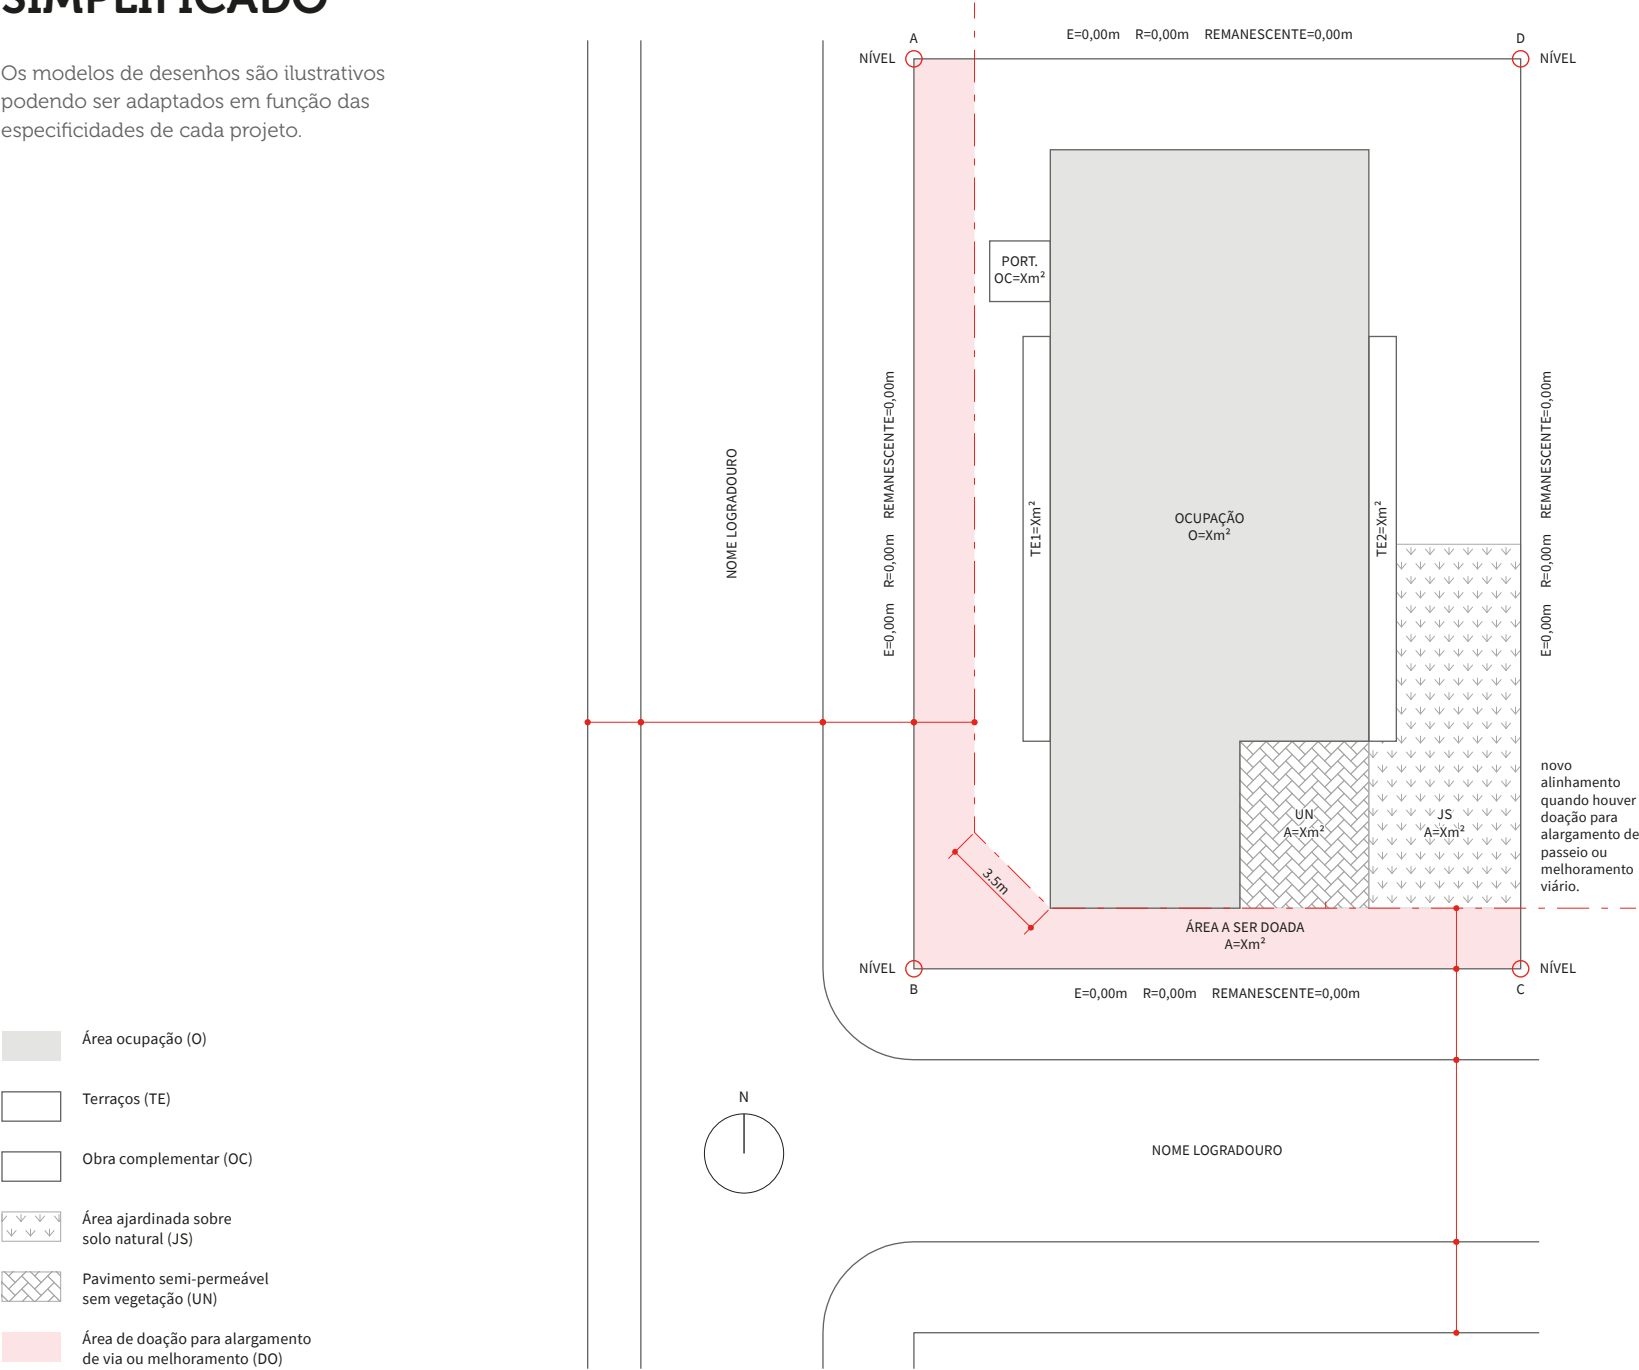 SIMPLIFICADO
Os modelos de desenhos são ilustrativos
podendo ser adaptados em função das
especificidades de cada projeto.
A
E=0,00m R=0,00m REMANESCENTE=0,00m
D
NÍVEL
NÍVEL
PORT.
OC=Xm²
NOME LOGRADOURO
E=0,00m R=0,00m REMANESCENTE=0,00m
TE1=Xm²
OCUPAÇÃO
O=Xm²
TE2=Xm²
E=0,00m R=0,00m REMANESCENTE=0,00m
novo
alinhamento
quando houver
doação para
alargamento de
passeio ou
melhoramento
viário.
UN
A=Xm²
JS
A=Xm²
3.5m
ÁREA A SER DOADA
A=Xm²
NÍVEL
NÍVEL
B
E=0,00m R=0,00m REMANESCENTE=0,00m
C
N
NOME LOGRADOURO
Área ocupação (O)
Terraços (TE)
Obra complementar (OC)
Área ajardinada sobre
solo natural (JS)
Pavimento semi-permeável
sem vegetação (UN)
Área de doação para alargamento
de via ou melhoramento (DO)